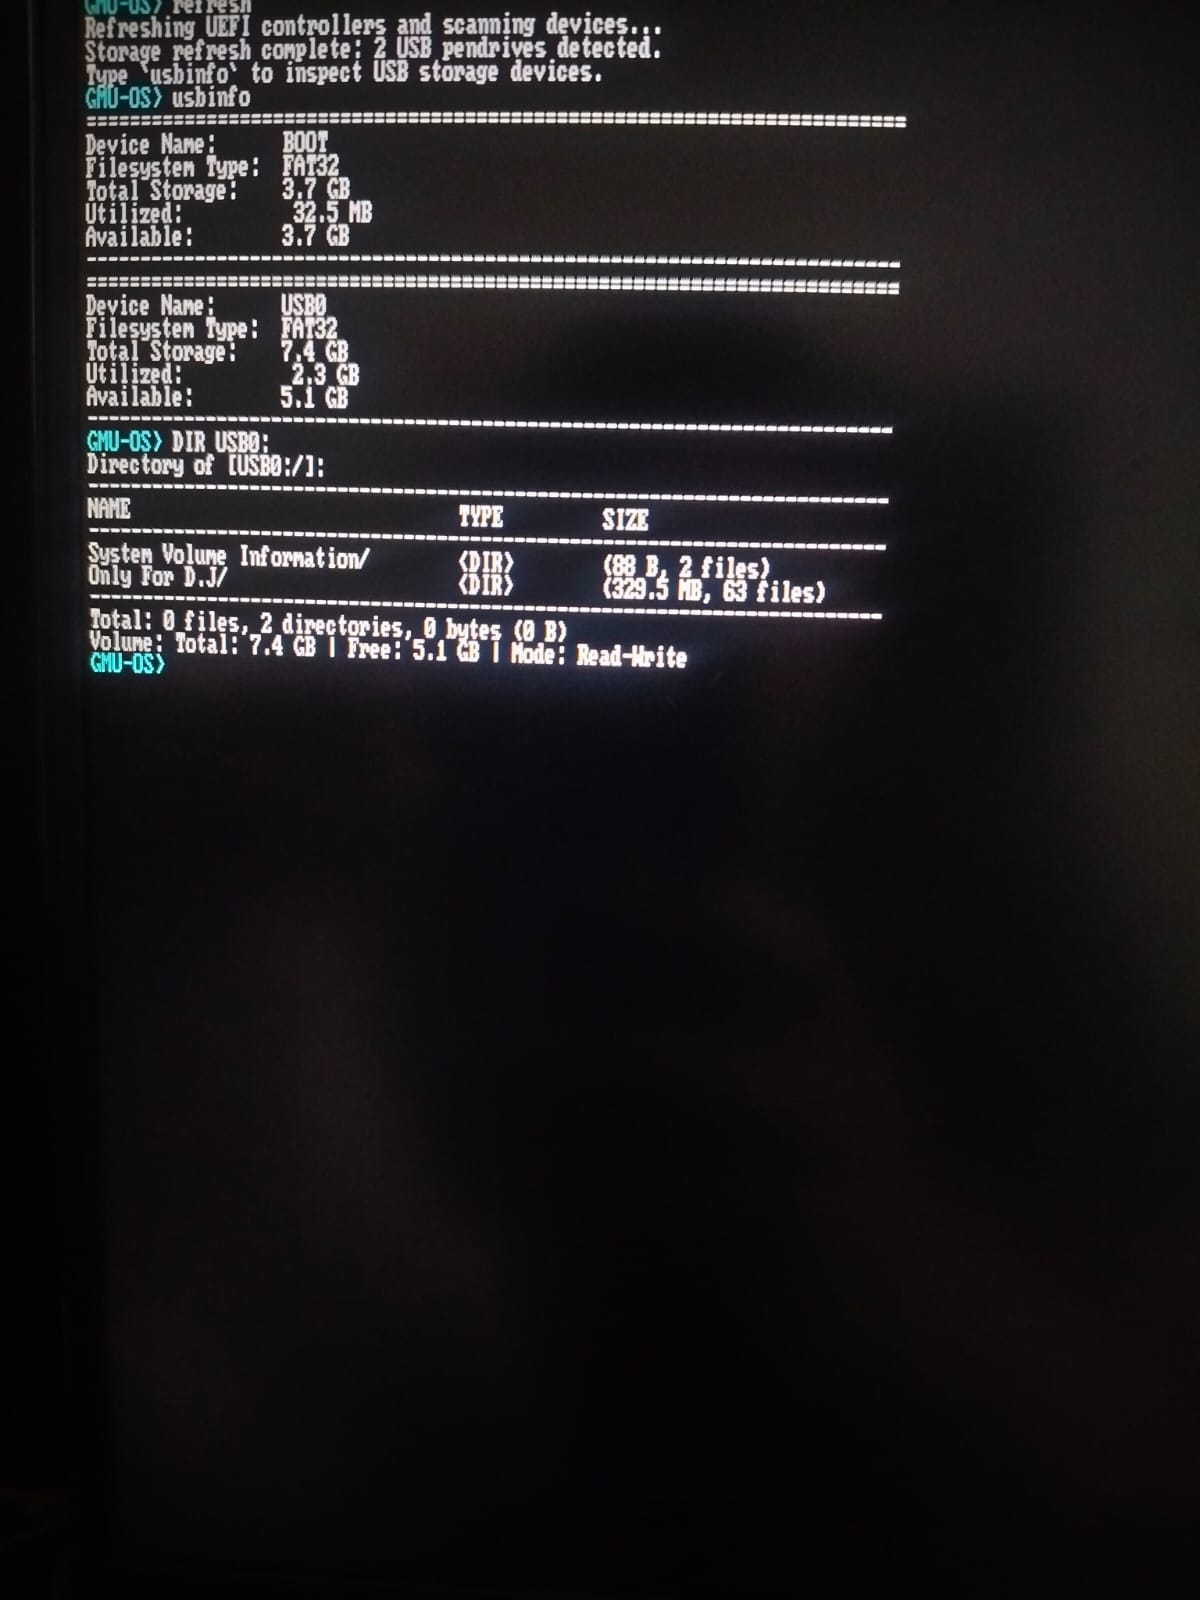 GMU-OS> refresh
Refreshing UEFI controllers and scanning devices...
Storage refresh complete: 2 USB pendrives detected.
Type `usbinfo` to inspect USB storage devices.
GMU-OS> usbinfo
Device Name: BOOT
Filesystem Type: FAT32
Total Storage: 3.7 GB
Utilized: 32.5 MB
Available: 3.7 GB
Device Name: USB0
Filesystem Type: FAT32
Total Storage: 7.4 GB
Utilized: 2.3 GB
Available: 5.1 GB
GMU-OS> DIR USB0:
Directory of [USB0:/]:
NAME TYPE SIZE
System Volume Information/ <DIR> (88 B, 2 files)
Only For D.J/ <DIR> (329.5 MB, 63 files)
Total: 0 files, 2 directories, 0 bytes (0 B)
Volume: Total: 7.4 GB | Free: 5.1 GB | Mode: Read-Write
GMU-OS>